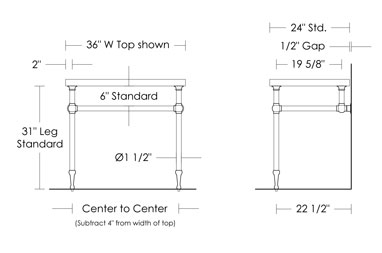 36" W Top shown
2"
6" Standard
31" Leg
Standard
Ø1 1/2"
Center to Center
(Subtract 4" from width of top)
24" Std.
1/2" Gap
19 5/8"
22 1/2"